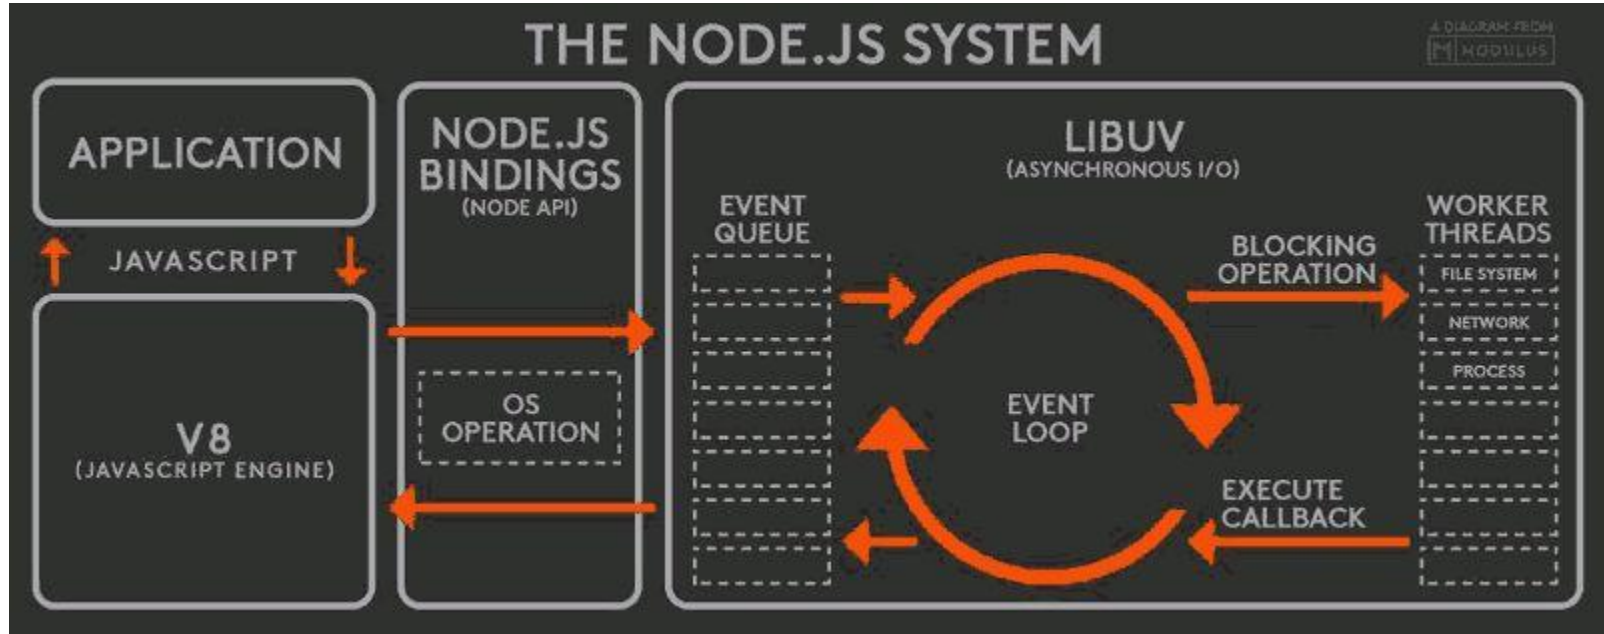 THE NODE.JS SYSTEM
A DIAGRAM FROM
M MODULUS
APPLICATION
JAVASCRIPT
V8
(JAVASCRIPT ENGINE)
NODE.JS
BINDINGS
(NODE API)
OS
OPERATION
LIBUV
(ASYNCHRONOUS I/O)
EVENT
QUEUE
EVENT
LOOP
BLOCKING
OPERATION
EXECUTE
CALLBACK
WORKER
THREADS
FILE SYSTEM
NETWORK
PROCESS